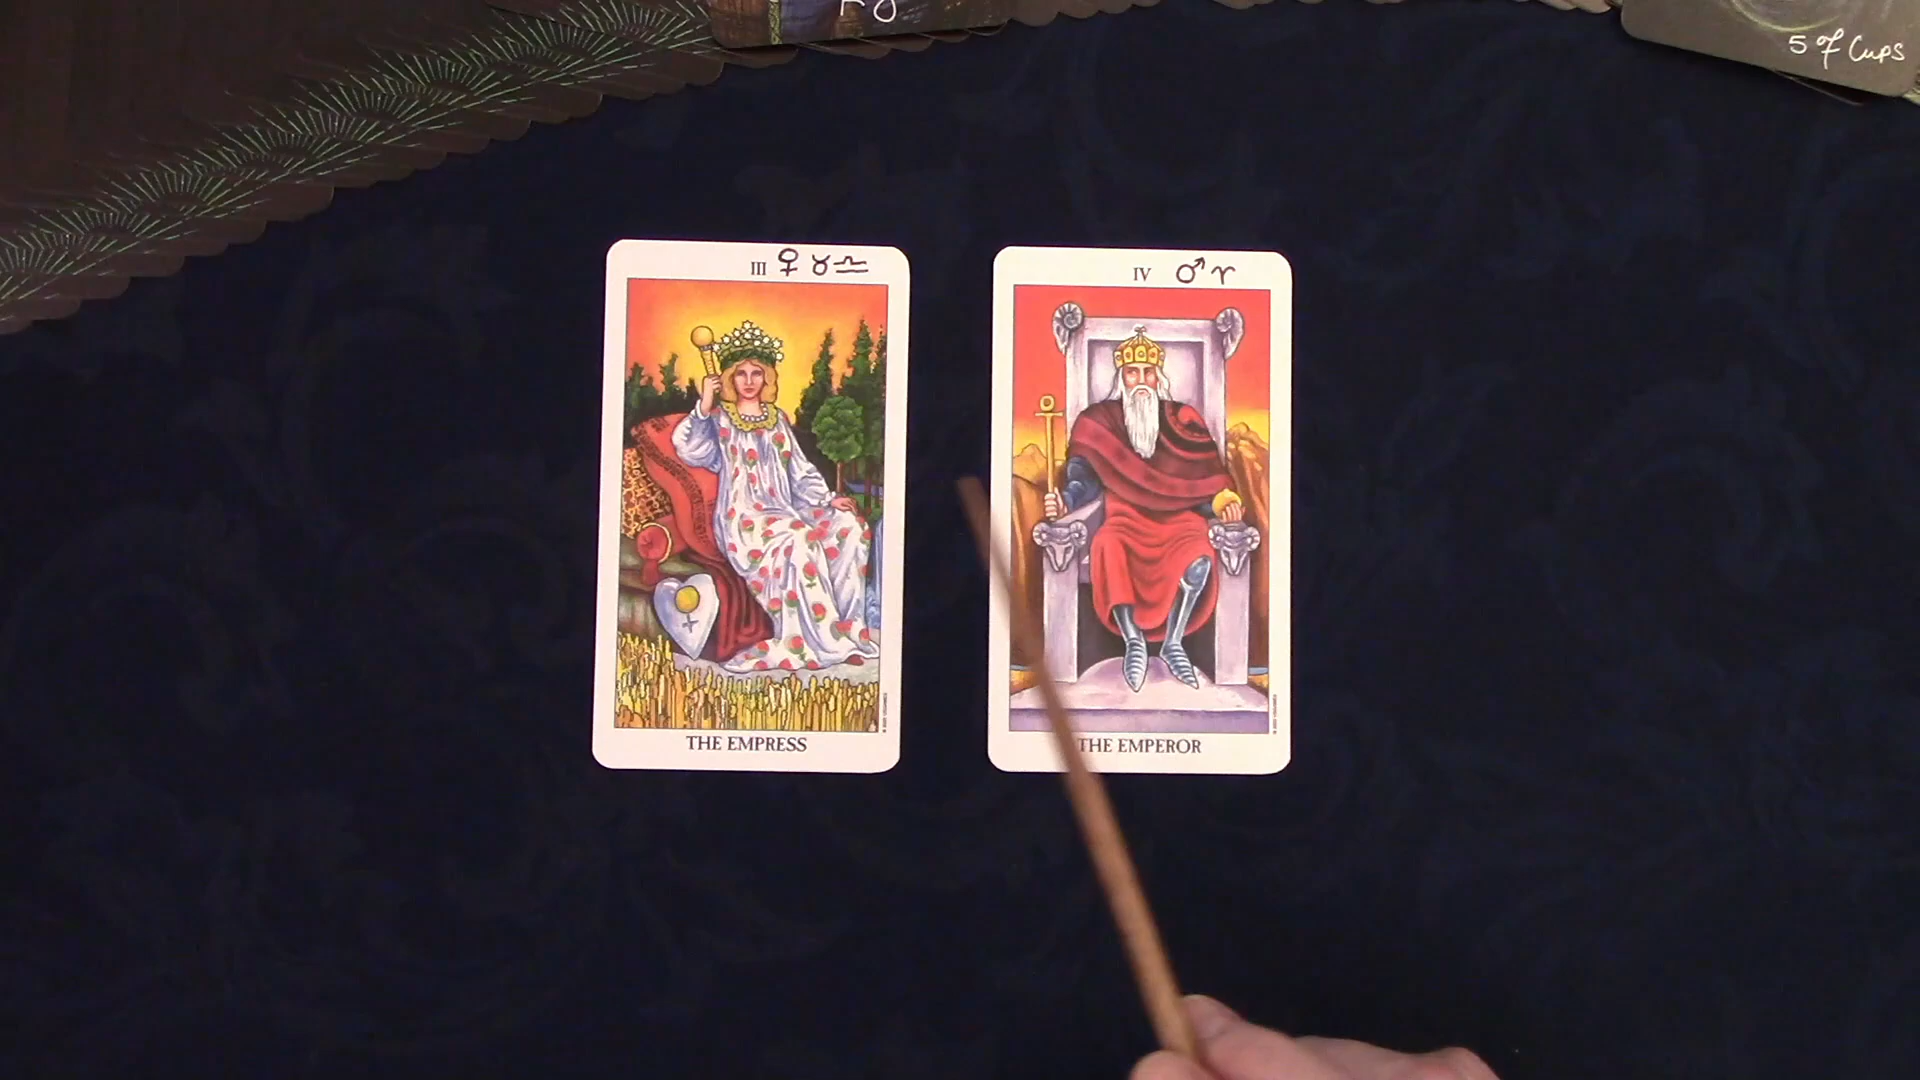 5 of Cups
III ♀ ♉ ♎
IV ♂ ♈
THE EMPRESS
THE EMPEROR